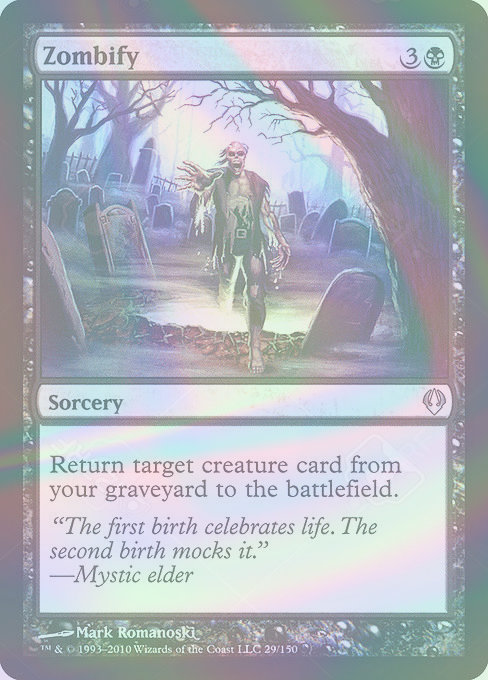 Zombify 3
Sorcery
Return target creature card from
your graveyard to the battlefield.
“The first birth celebrates life. The
second birth mocks it.”
—Mystic elder
Mark Romanoski
™ & © 1993–2010 Wizards of the Coast LLC 29/150